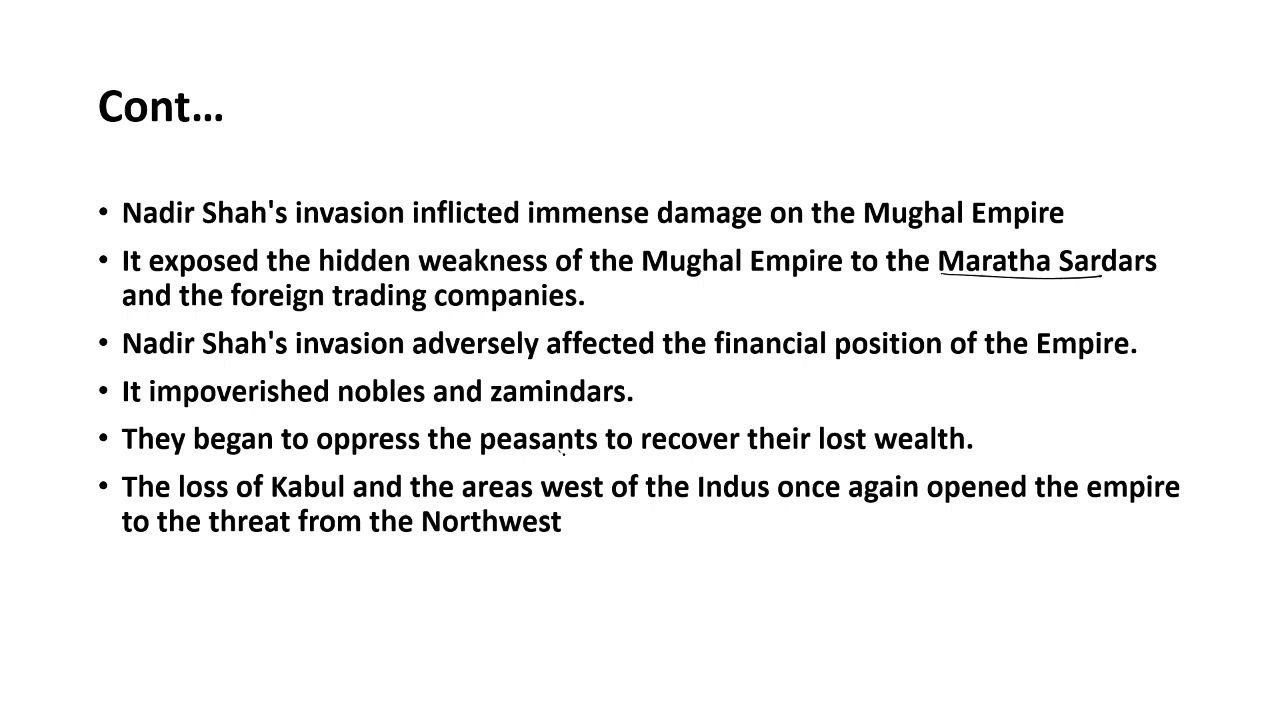 Cont...
• Nadir Shah's invasion inflicted immense damage on the Mughal Empire
• It exposed the hidden weakness of the Mughal Empire to the Maratha Sardars
and the foreign trading companies.
• Nadir Shah's invasion adversely affected the financial position of the Empire.
• It impoverished nobles and zamindars.
• They began to oppress the peasants to recover their lost wealth.
• The loss of Kabul and the areas west of the Indus once again opened the empire
to the threat from the Northwest